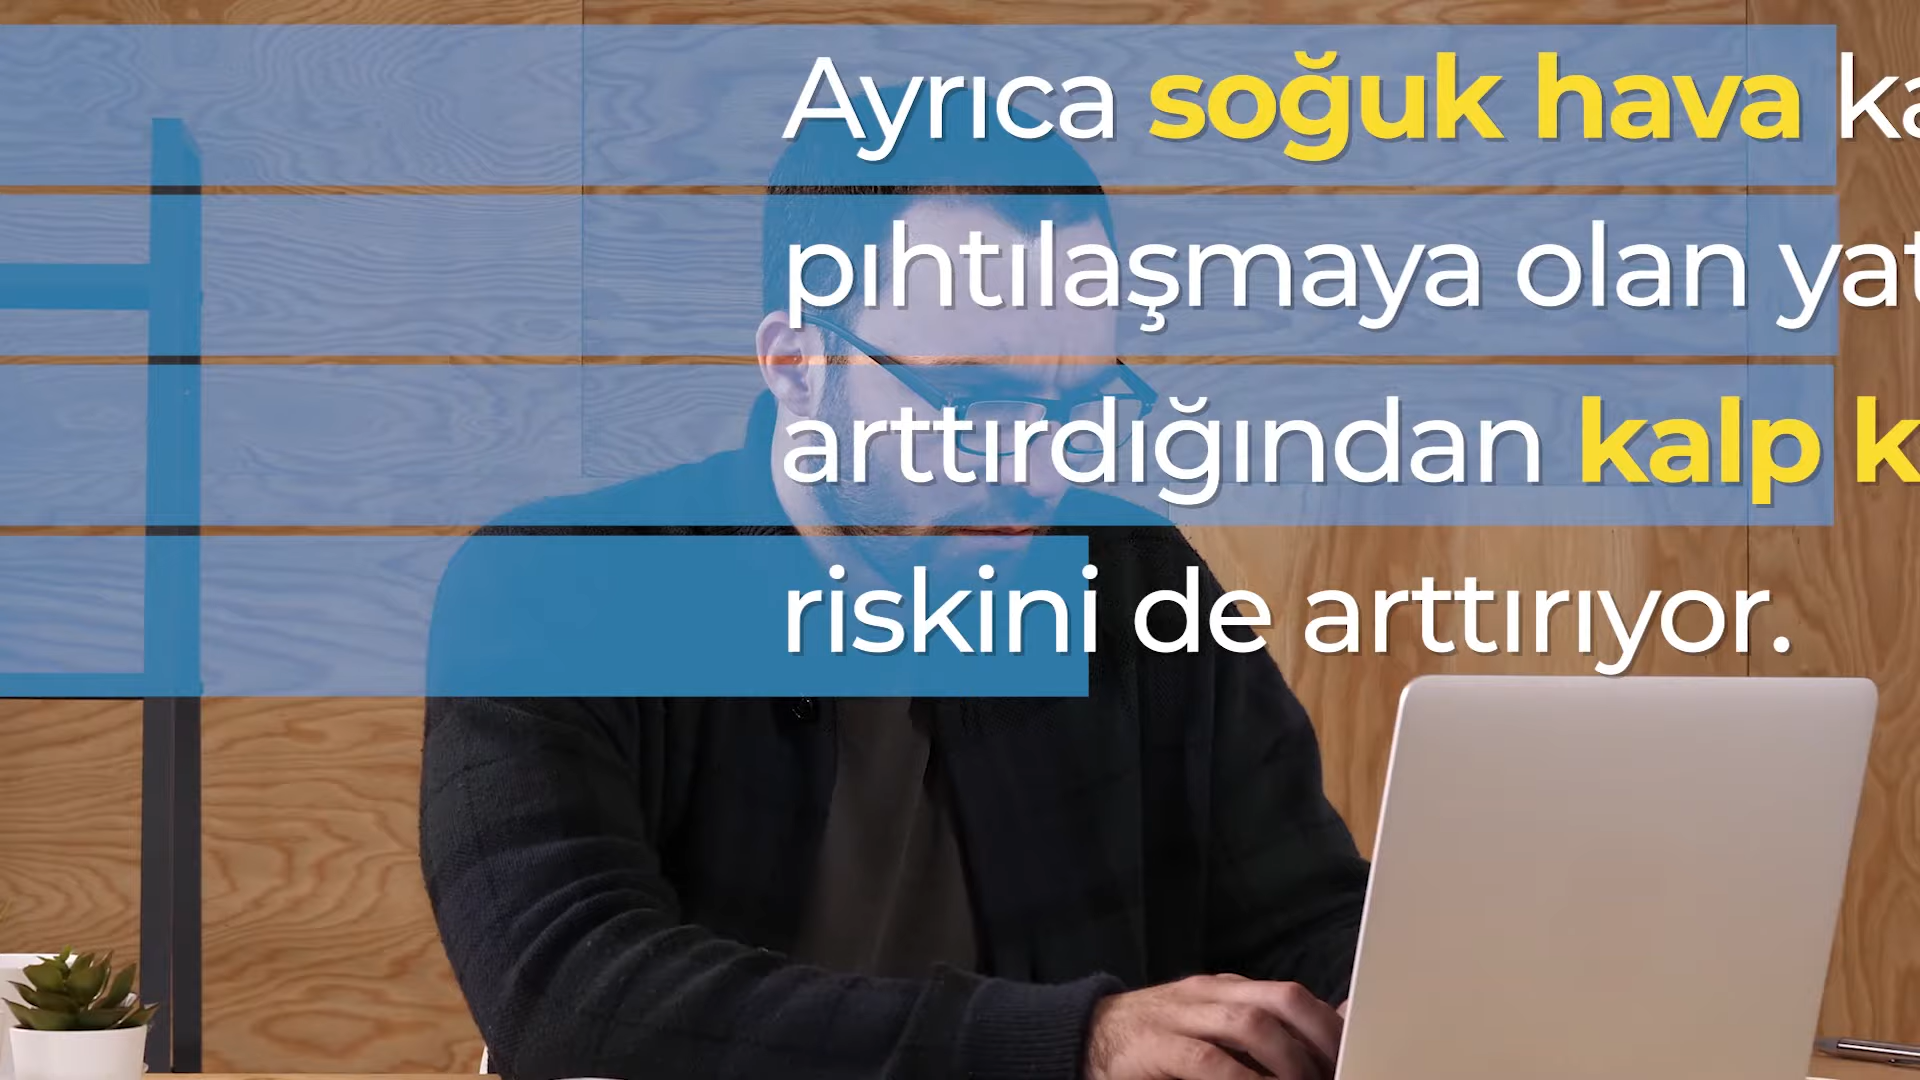 Ayrıca soğuk hava
pıhtılaşmaya olan
arttırdığından kalp
riskini de arttırıyor.